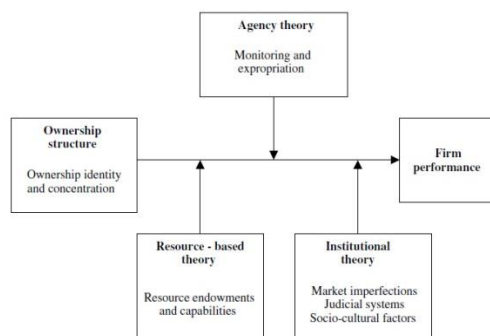 Agency theory
Monitoring and
expropriation
Ownership
structure
Ownership identity
and concentration
Firm
performance
Resource - based
theory
Resource endowments
and capabilities
Institutional
theory
Market imperfections
Judicial systems
Socio-cultural factors